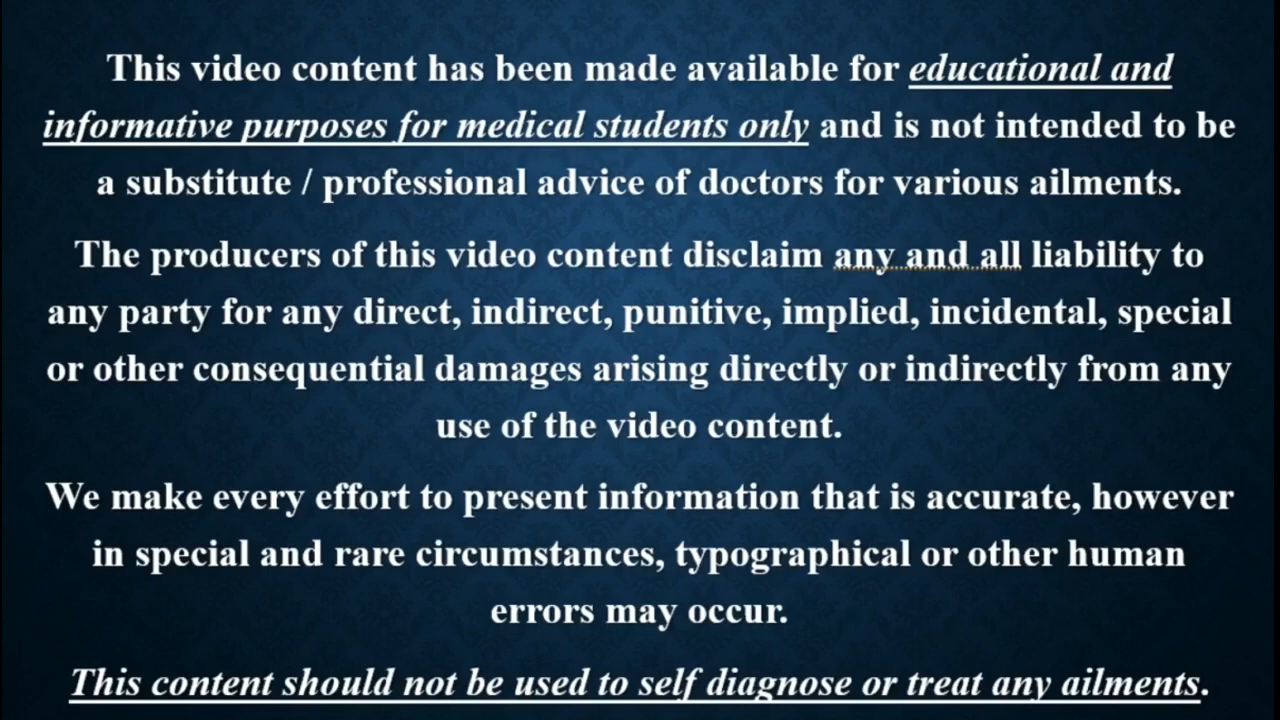 This video content has been made available for educational and
informative purposes for medical students only and is not intended to be
a substitute / professional advice of doctors for various ailments.
The producers of this video content disclaim any and all liability to
any party for any direct, indirect, punitive, implied, incidental, special
or other consequential damages arising directly or indirectly from any
use of the video content.
We make every effort to present information that is accurate, however
in special and rare circumstances, typographical or other human
errors may occur.
This content should not be used to self diagnose or treat any ailments.